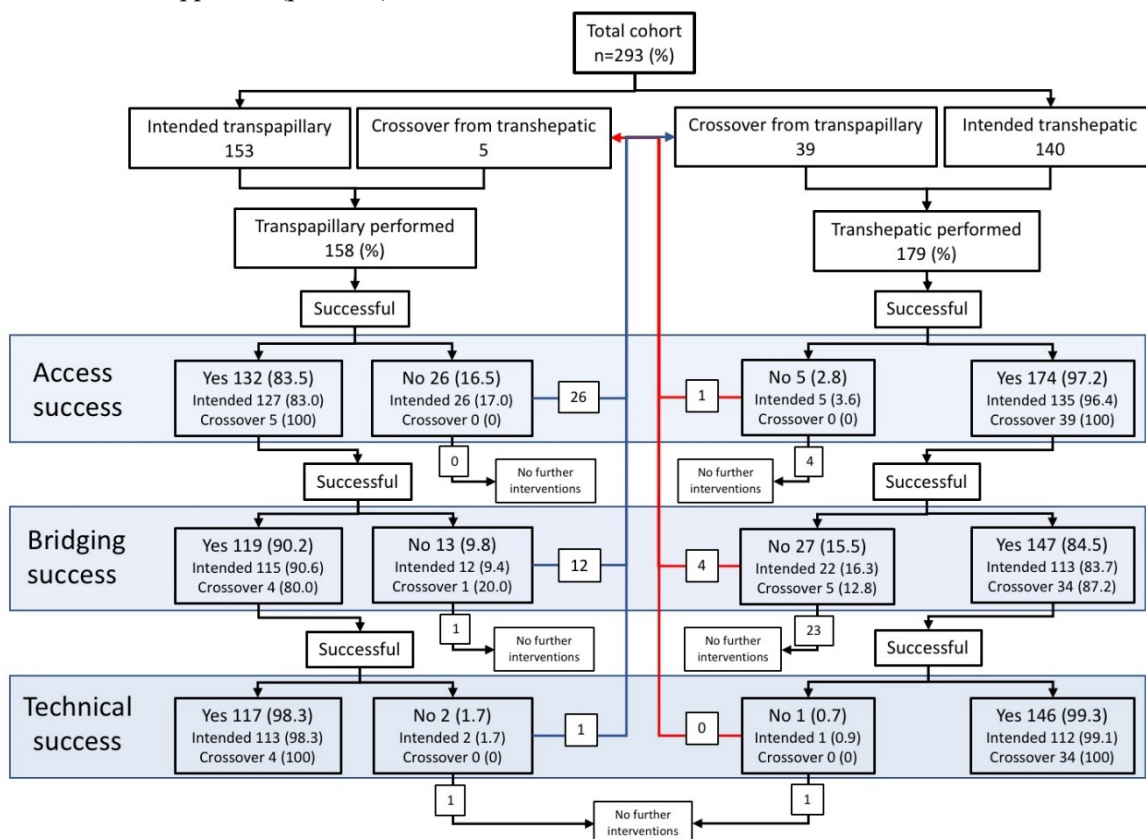 Total cohort
n=293 (%)
Intended transpapillary
153
Crossover from transhepatic
5
Crossover from transpapillary
39
Intended transhepatic
140
Transpapillary performed
158 (%)
Transhepatic performed
179 (%)
Successful
Successful
Access
success
Yes 132 (83.5)
Intended 127 (83.0)
Crossover 5 (100)
No 26 (16.5)
Intended 26 (17.0)
Crossover 0 (0)
26
1
No 5 (2.8)
Intended 5 (3.6)
Crossover 0 (0)
Yes 174 (97.2)
Intended 135 (96.4)
Crossover 39 (100)
0
No further
interventions
4
No further
interventions
Successful
Successful
Bridging
success
Yes 119 (90.2)
Intended 115 (90.6)
Crossover 4 (80.0)
No 13 (9.8)
Intended 12 (9.4)
Crossover 1 (20.0)
12
4
No 27 (15.5)
Intended 22 (16.3)
Crossover 5 (12.8)
Yes 147 (84.5)
Intended 113 (83.7)
Crossover 34 (87.2)
1
No further
interventions
23
No further
interventions
Successful
Successful
Technical
success
Yes 117 (98.3)
Intended 113 (98.3)
Crossover 4 (100)
No 2 (1.7)
Intended 2 (1.7)
Crossover 0 (0)
1
0
No 1 (0.7)
Intended 1 (0.9)
Crossover 0 (0)
Yes 146 (99.3)
Intended 112 (99.1)
Crossover 34 (100)
1
No further
interventions
1